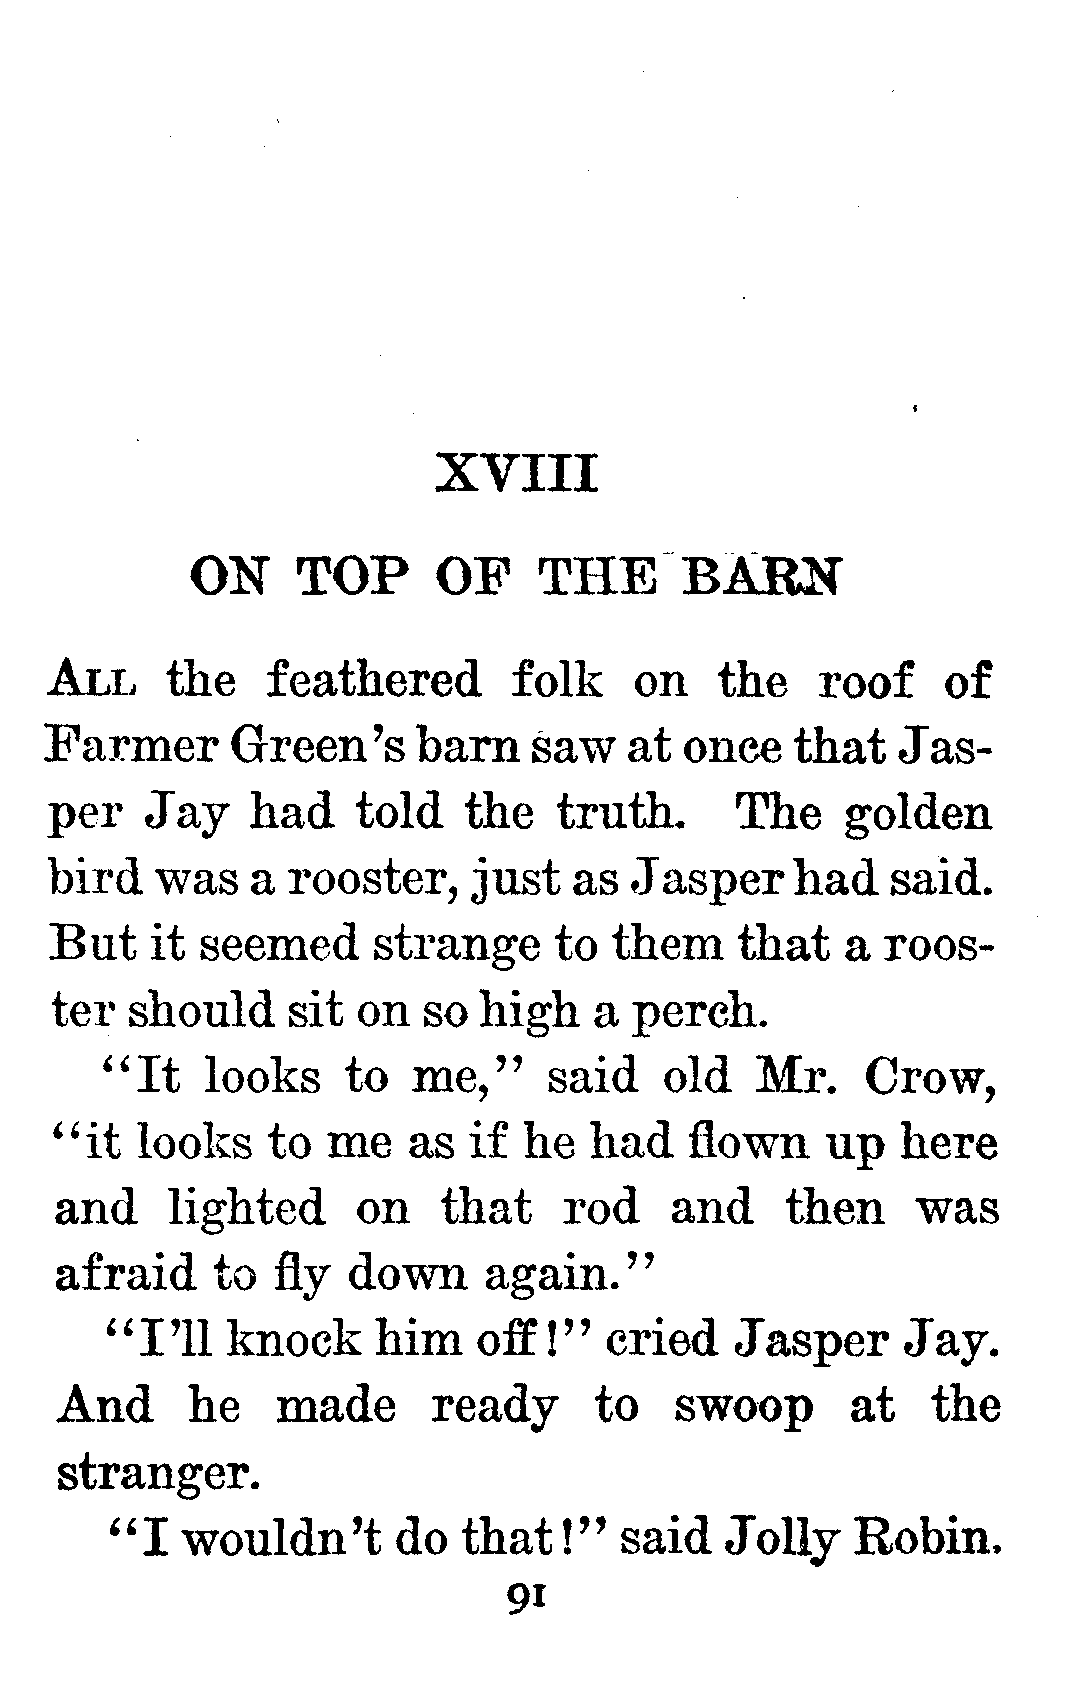 XVIII
ON TOP OF THE BARN
ALL the feathered folk on the roof of
Farmer Green's barn saw at once that Jas-
per Jay had told the truth. The golden
bird was a rooster, just as Jasper had said.
But it seemed strange to them that a roos-
ter should sit on so high a perch.
"It looks to me," said old Mr. Crow,
"it looks to me as if he had flown up here
and lighted on that rod and then was
afraid to fly down again."
"I'll knock him off!" cried Jasper Jay.
And he made ready to swoop at the
stranger.
"I wouldn't do that!" said Jolly Robin.
91